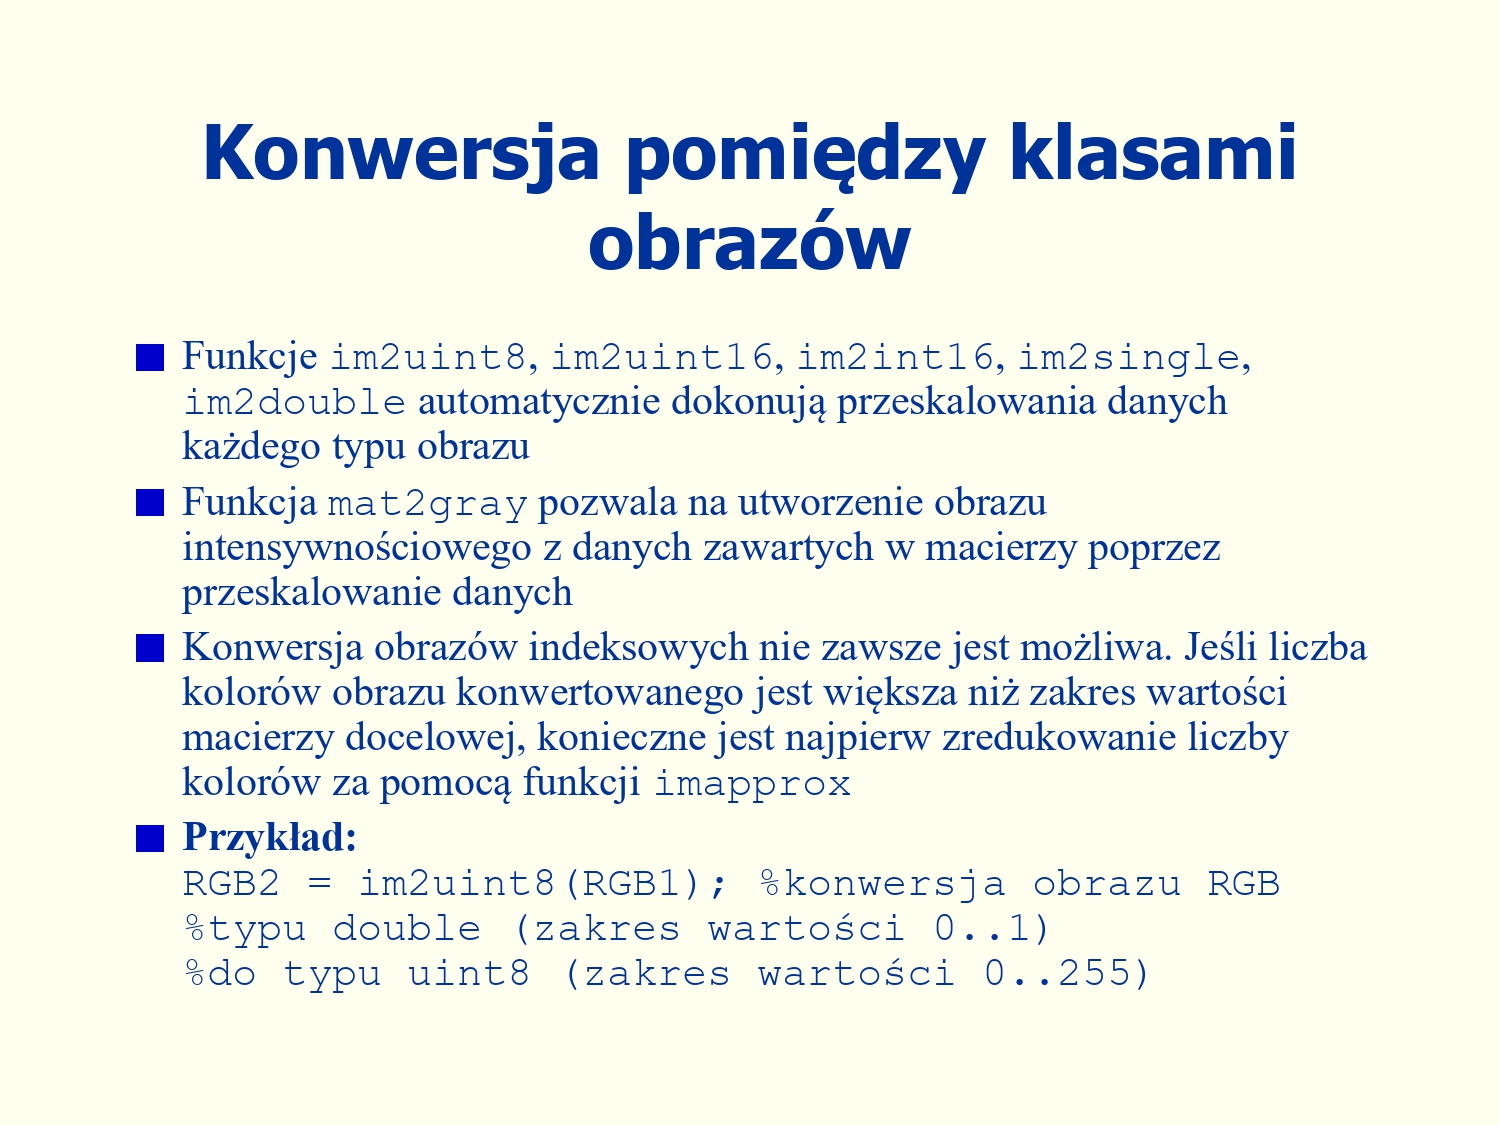 Konwersja pomiędzy klasami
obrazów
Funkcje im2uint8, im2uint16, im2int16, im2single,
im2double automatycznie dokonują przeskalowania danych
każdego typu obrazu
Funkcja mat2gray pozwala na utworzenie obrazu
intensywnościowego z danych zawartych w macierzy poprzez
przeskalowanie danych
Konwersja obrazów indeksowych nie zawsze jest możliwa. Jeśli liczba
kolorów obrazu konwertowanego jest większa niż zakres wartości
macierzy docelowej, konieczne jest najpierw zredukowanie liczby
kolorów za pomocą funkcji imapprox
Przykład:
RGB2 = im2uint8(RGB1); %konwersja obrazu RGB
%typu double (zakres wartości 0..1)
%do typu uint8 (zakres wartości 0..255)